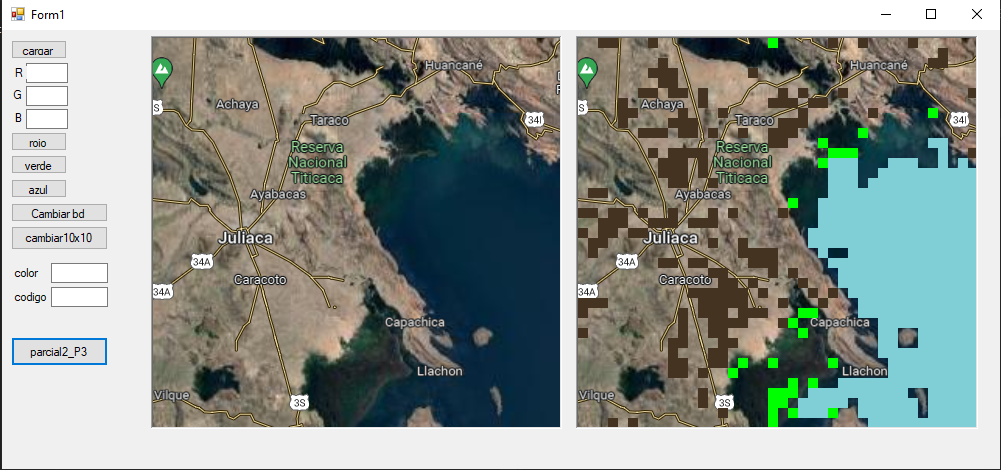 Form1
cargar
R
G
B
rojo
verde
azul
Cambiar bd
cambiar10x10
color
codigo
parcial2_P3
Huancané
Achaya
S
Taraco
34I
Reserva
Nacional
Titicaca
Ayabacas
Juliaca
34A
Caracoto
34A
Capachica
Llachon
Vilque
3S
Huancané
Achaya
S
Taraco
34I
Reserva
Nacional
Titicaca
Ayabacas
Juliaca
34A
Caracoto
34A
Capachica
Llachon
Vilque
3S